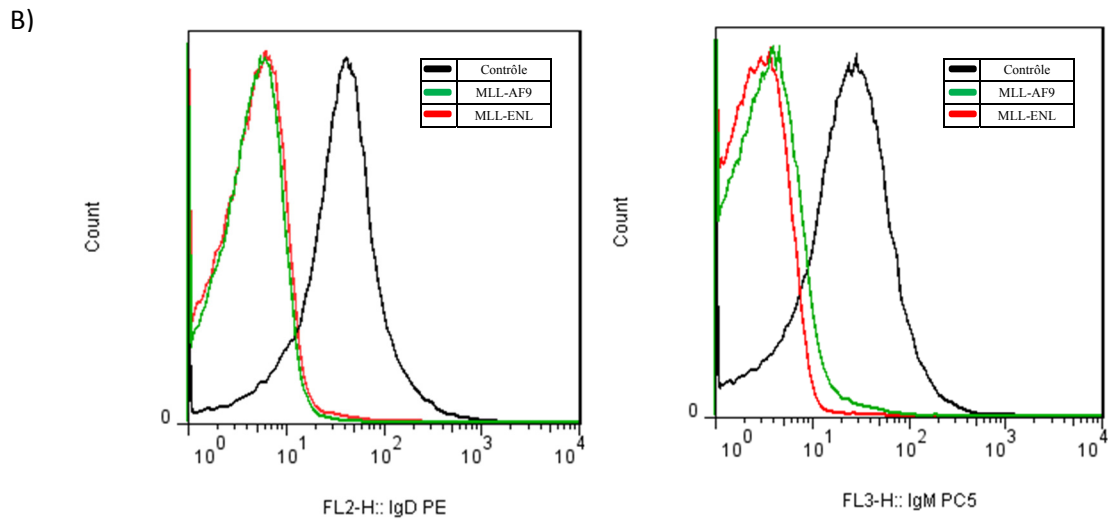 B)
Contrôle
MLL-AF9
MLL-ENL
Count
0
10^0 10^1 10^2 10^3 10^4
FL2-H:: IgD PE
Contrôle
MLL-AF9
MLL-ENL
Count
0
10^0 10^1 10^2 10^3 10^4
FL3-H:: IgM PC5